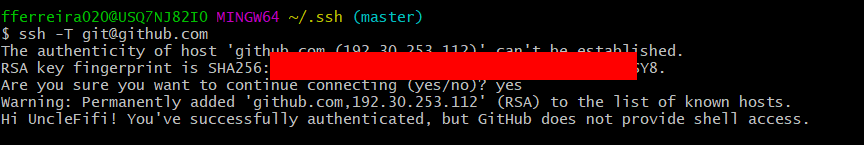 fferreira020@USQ7NJ82IO MINGW64 ~/.ssh (master)
$ ssh -T git@github.com
The authenticity of host 'github.com (192.30.253.112)' can't be established.
RSA key fingerprint is SHA256: SY8.
Are you sure you want to continue connecting (yes/no)? yes
Warning: Permanently added 'github.com,192.30.253.112' (RSA) to the list of known hosts.
Hi UncleFifi! You've successfully authenticated, but GitHub does not provide shell access.